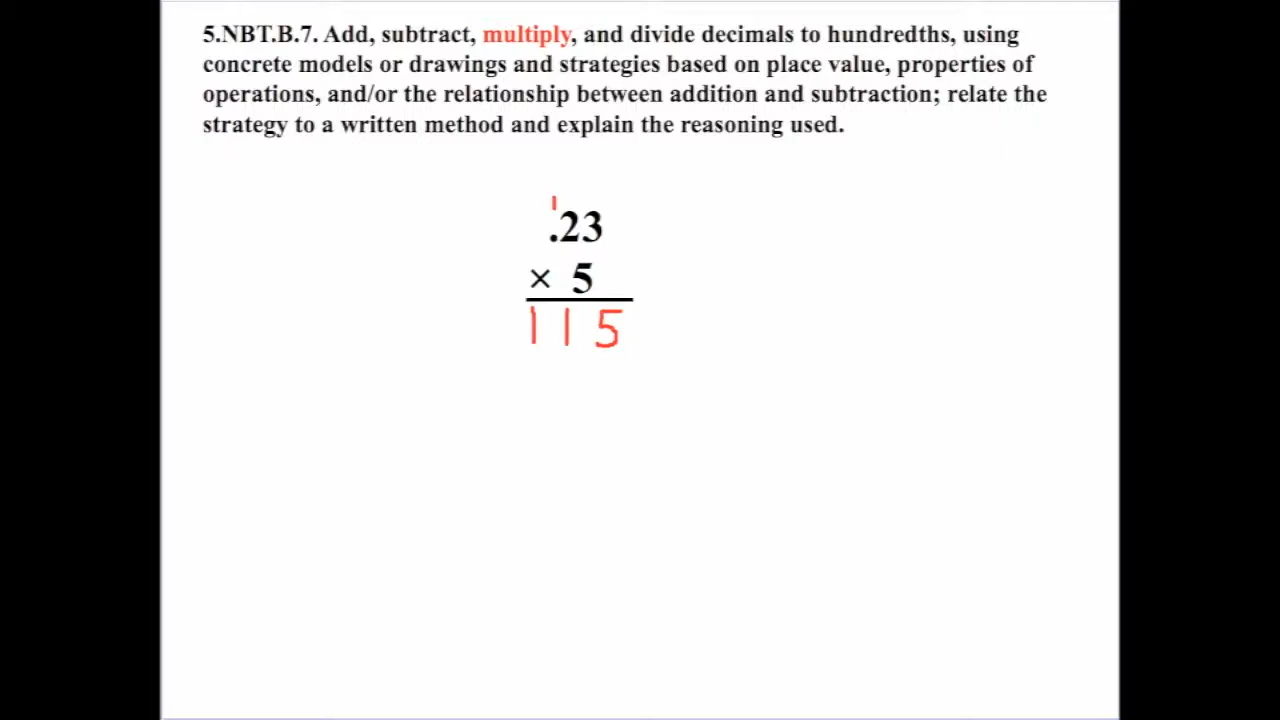 5.NBT.B.7. Add, subtract, multiply, and divide decimals to hundredths, using
concrete models or drawings and strategies based on place value, properties of
operations, and/or the relationship between addition and subtraction; relate the
strategy to a written method and explain the reasoning used.
1
.23
× 5
115